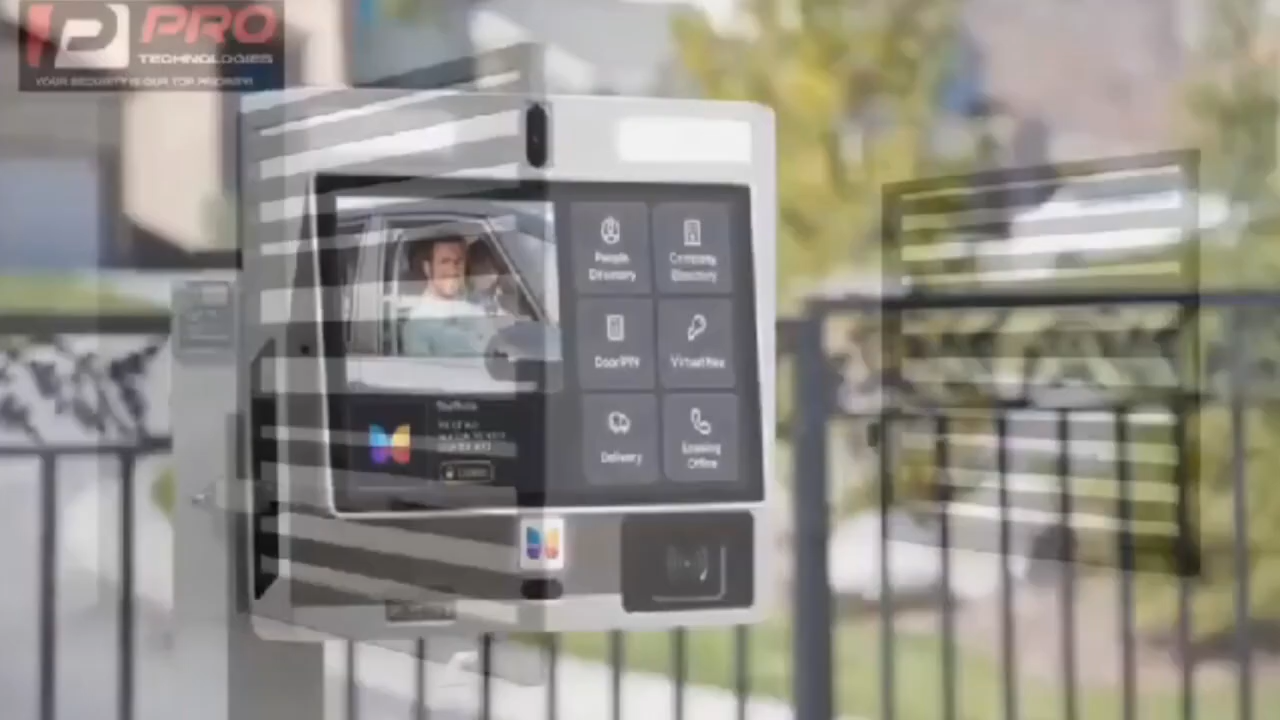 PRO
TECHNOLOGIES
YOUR SECURITY IS OUR TOP PRIORITY
People
Directory
Company
Directory
Door PIN
Virtual Key
Delivery
Leasing
Office